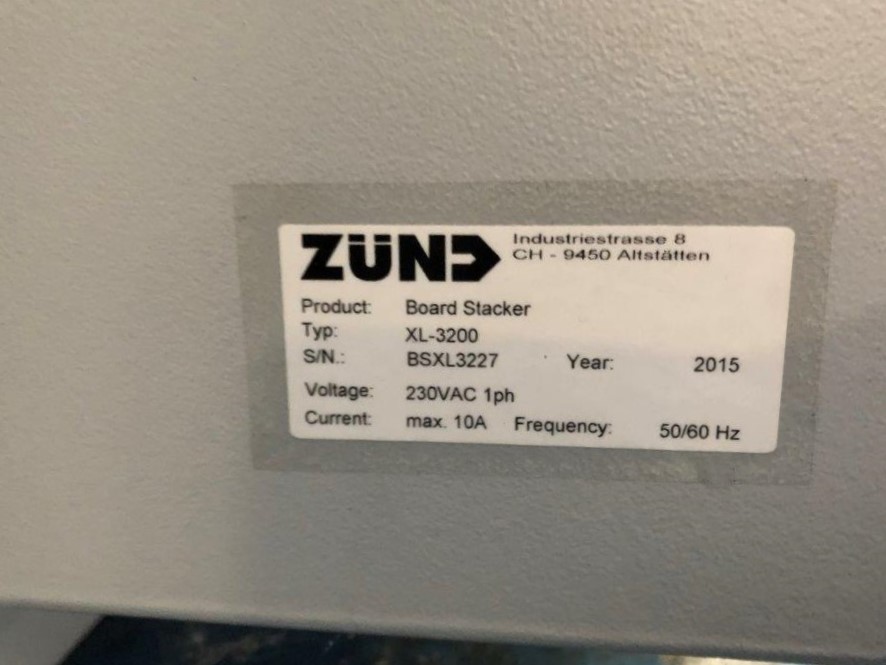 ZÜND
Industriestrasse 8
CH - 9450 Altstätten
Product: Board Stacker
Typ: XL-3200
S/N.: BSXL3227 Year: 2015
Voltage: 230VAC 1ph
Current: max. 10A Frequency: 50/60 Hz